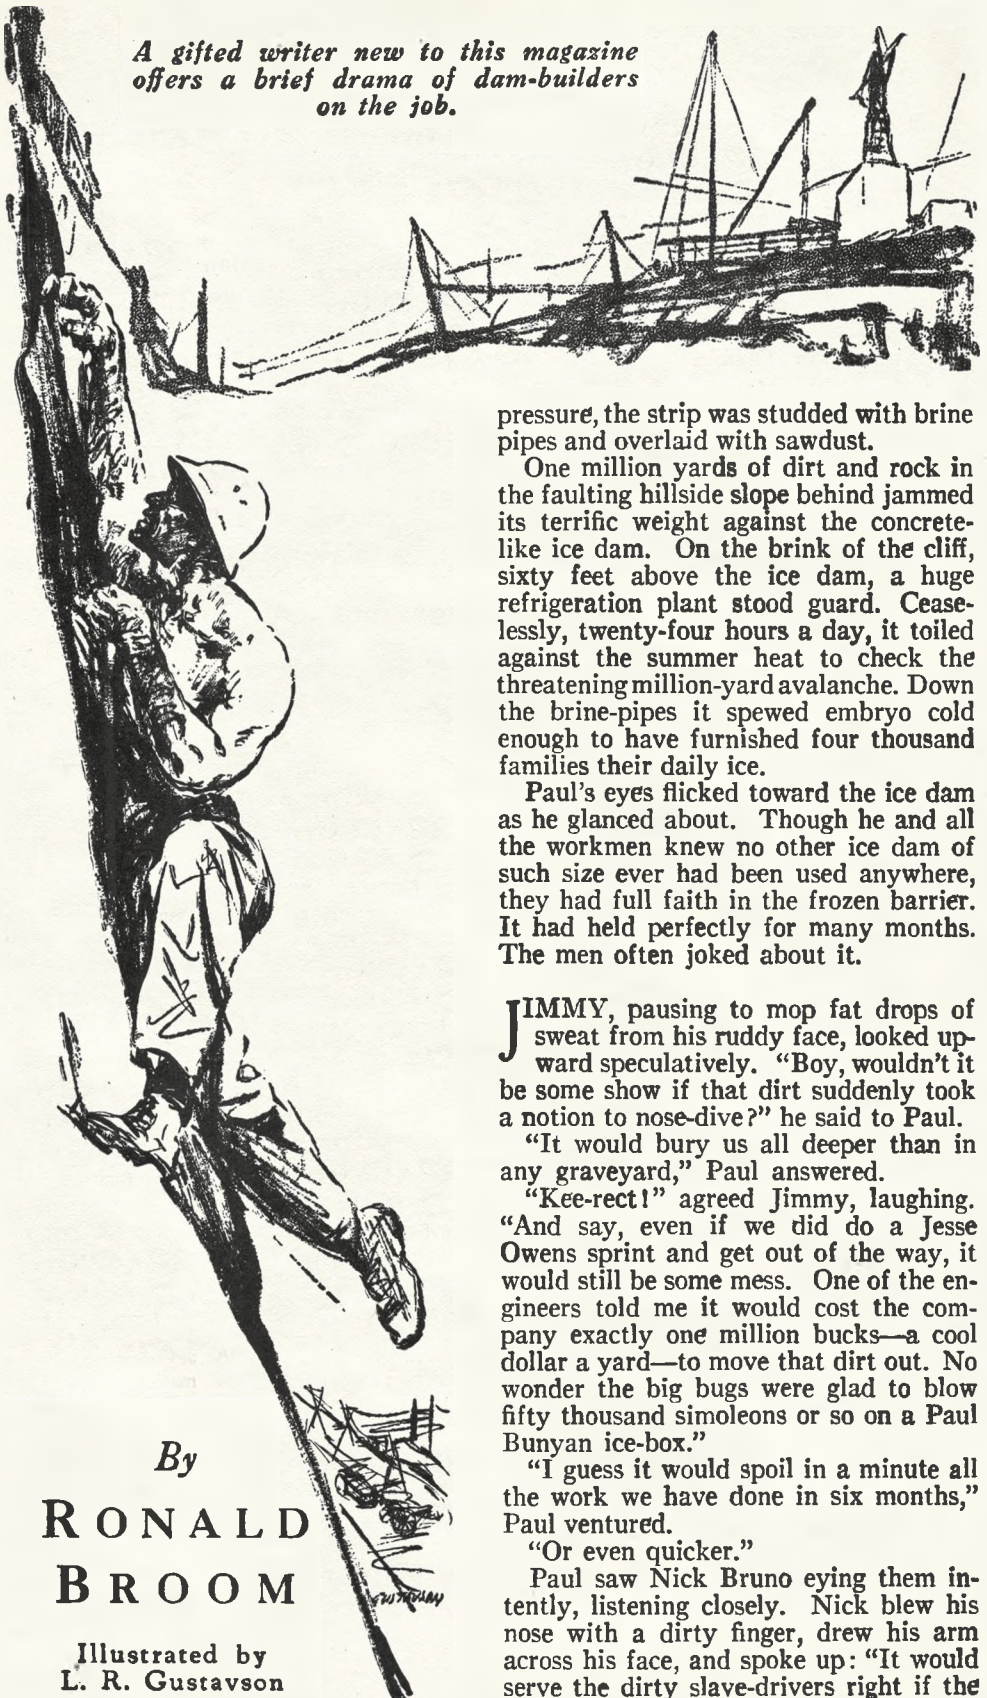 A gifted writer new to this magazine
offers a brief drama of dam-builders
on the job.
By
RONALD
BROOM
Illustrated by
L. R. Gustavson
pressure, the strip was studded with brine
pipes and overlaid with sawdust.
One million yards of dirt and rock in
the faulting hillside slope behind jammed
its terrific weight against the concrete-
like ice dam. On the brink of the cliff,
sixty feet above the ice dam, a huge
refrigeration plant stood guard. Cease-
lessly, twenty-four hours a day, it toiled
against the summer heat to check the
threatening million-yard avalanche. Down
the brine-pipes it spewed embryo cold
enough to have furnished four thousand
families their daily ice.
Paul's eyes flicked toward the ice dam
as he glanced about. Though he and all
the workmen knew no other ice dam of
such size ever had been used anywhere,
they had full faith in the frozen barrier.
It had held perfectly for many months.
The men often joked about it.
JIMMY, pausing to mop fat drops of
sweat from his ruddy face, looked up-
ward speculatively. "Boy, wouldn't it
be some show if that dirt suddenly took
a notion to nose-dive?" he said to Paul.
"It would bury us all deeper than in
any graveyard," Paul answered.
"Kee-rect!" agreed Jimmy, laughing.
"And say, even if we did do a Jesse
Owens sprint and get out of the way, it
would still be some mess. One of the en-
gineers told me it would cost the com-
pany exactly one million bucks—a cool
dollar a yard—to move that dirt out. No
wonder the big bugs were glad to blow
fifty thousand simoleons or so on a Paul
Bunyan ice-box."
"I guess it would spoil in a minute all
the work we have done in six months,"
Paul ventured.
"Or even quicker."
Paul saw Nick Bruno eying them in-
tently, listening closely. Nick blew his
nose with a dirty finger, drew his arm
across his face, and spoke up: "It would
serve the dirty slave-drivers right if the